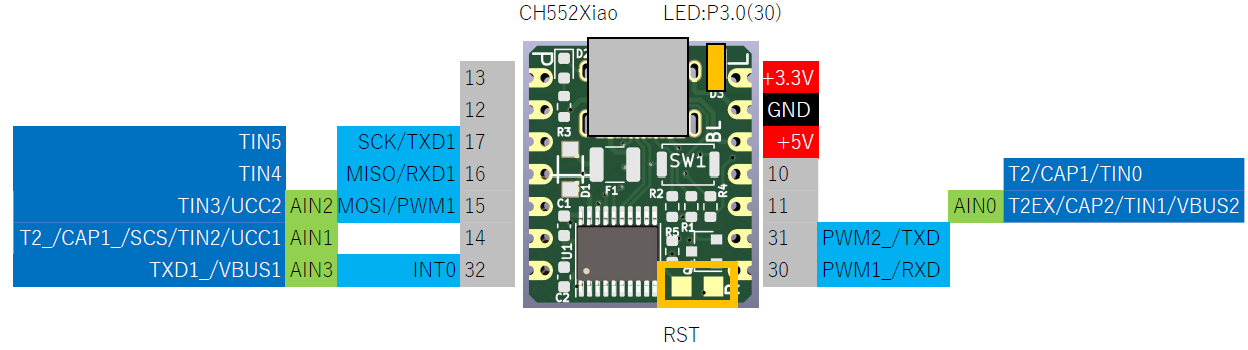 CH552Xiao LED:P3.0(30)
13
12
TIN5 SCK/TXD1 17
TIN4 MISO/RXD1 16
TIN3/UCC2 AIN2 MOSI/PWM1 15
T2_/CAP1_/SCS/TIN2/UCC1 AIN1 14
TXD1_/VBUS1 AIN3 INT0 32
P
D2
L
D3
R3
BL
SW1
D1
F1
R2
R4
C1
R1
R5
U1
C2
+3.3V
GND
+5V
10 T2/CAP1/TIN0
11 AIN0 T2EX/CAP2/TIN1/VBUS2
31 PWM2_/TXD
30 PWM1_/RXD
RST